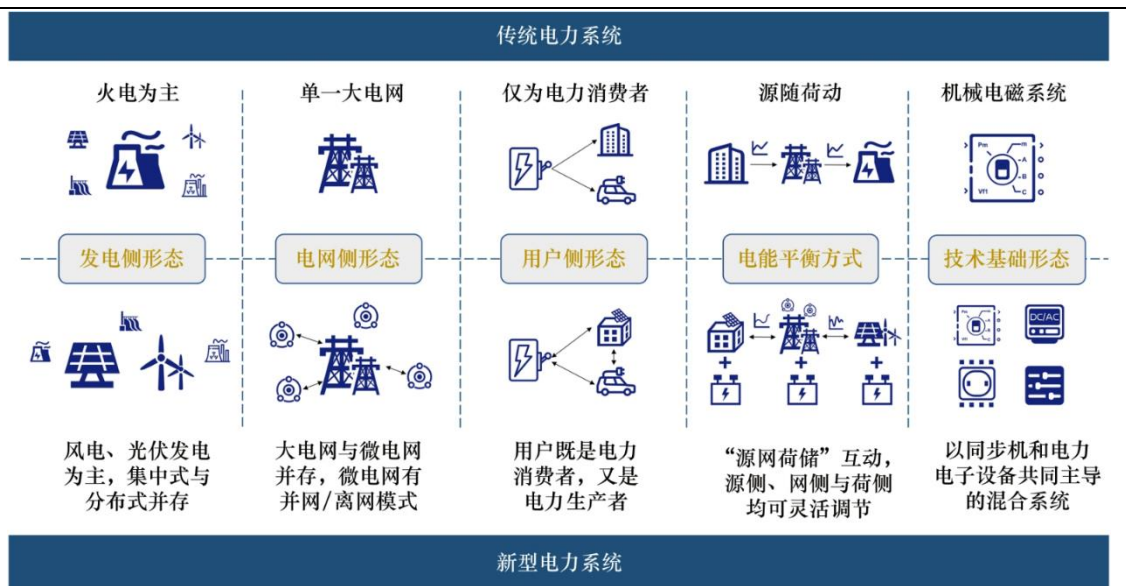 传统电力系统
火电为主
单一大电网
仅为电力消费者
源随荷动
机械电磁系统
Pm
m
A
B
Vf1
C
发电侧形态
电网侧形态
用户侧形态
电能平衡方式
技术基础形态
DC/AC
风电、光伏发电
为主，集中式与
分布式并存
大电网与微电网
并存，微电网有
并网/离网模式
用户既是电力
消费者，又是
电力生产者
“源网荷储”互动，
源侧、网侧与荷侧
均可灵活调节
以同步机和电力
电子设备共同主导
的混合系统
新型电力系统